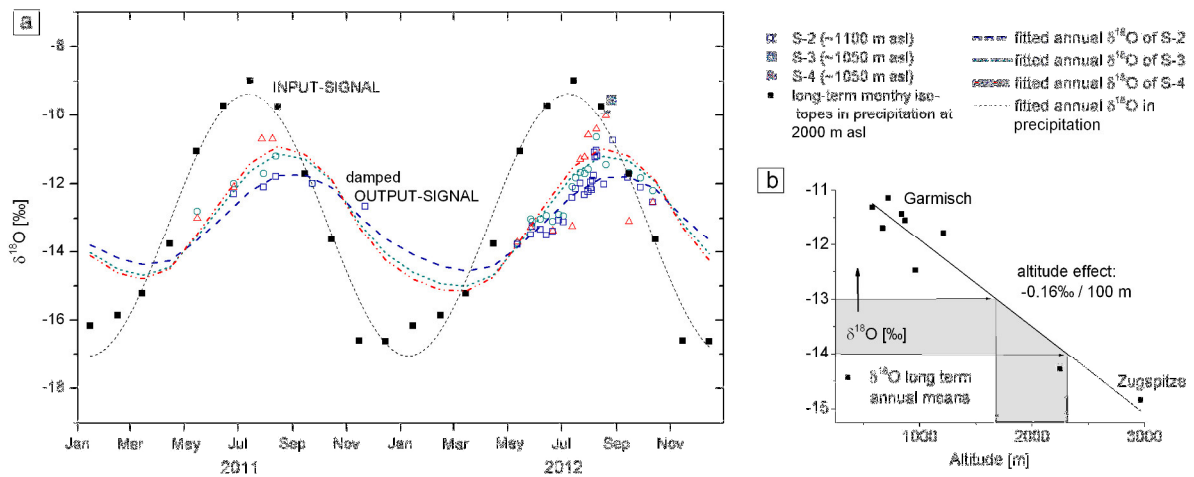 a
-8
-10
-12
-14
-16
-18
δ18O [‰]
INPUT-SIGNAL
damped
OUTPUT-SIGNAL
Jan Mar May Jul Sep Nov Jan Mar May Jul Sep Nov
2011 2012
S-2 (~1100 m asl)
S-3 (~1050 m asl)
S-4 (~1050 m asl)
long-term monthy iso-
topes in precipitation at
2000 m asl
fitted annual δ18O of S-2
fitted annual δ18O of S-3
fitted annual δ18O of S-4
fitted annual δ18O in
precipitation
b
-11
-12
-13
-14
-15
Garmisch
altitude effect:
-0.16‰ / 100 m
δ18O [‰]
Zugspitze
δ18O long term
annual means
1000 2000 3000
Altitude [m]